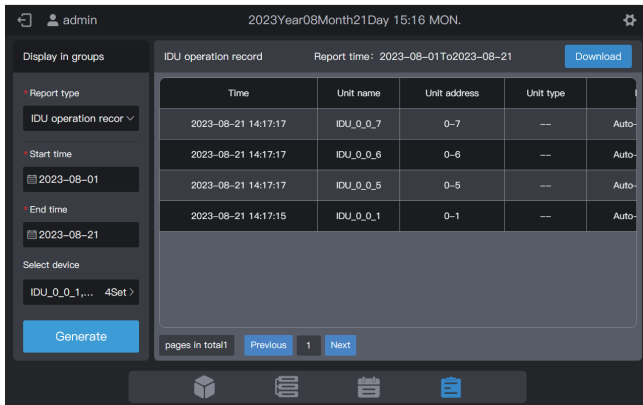 admin
2023Year08Month21Day 15:16 MON.
Display in groups
* Report type
IDU operation recor
* Start time
2023-08-01
* End time
2023-08-21
Select device
IDU_0_0_1,... 4Set
Generate
IDU operation record Report time: 2023-08-01To2023-08-21 Download
Time Unit name Unit address Unit type
2023-08-21 14:17:17 IDU_0_0_7 0-7 -- Auto-
2023-08-21 14:17:17 IDU_0_0_6 0-6 -- Auto-
2023-08-21 14:17:17 IDU_0_0_5 0-5 -- Auto-
2023-08-21 14:17:15 IDU_0_0_1 0-1 -- Auto-
pages in total1 Previous 1 Next